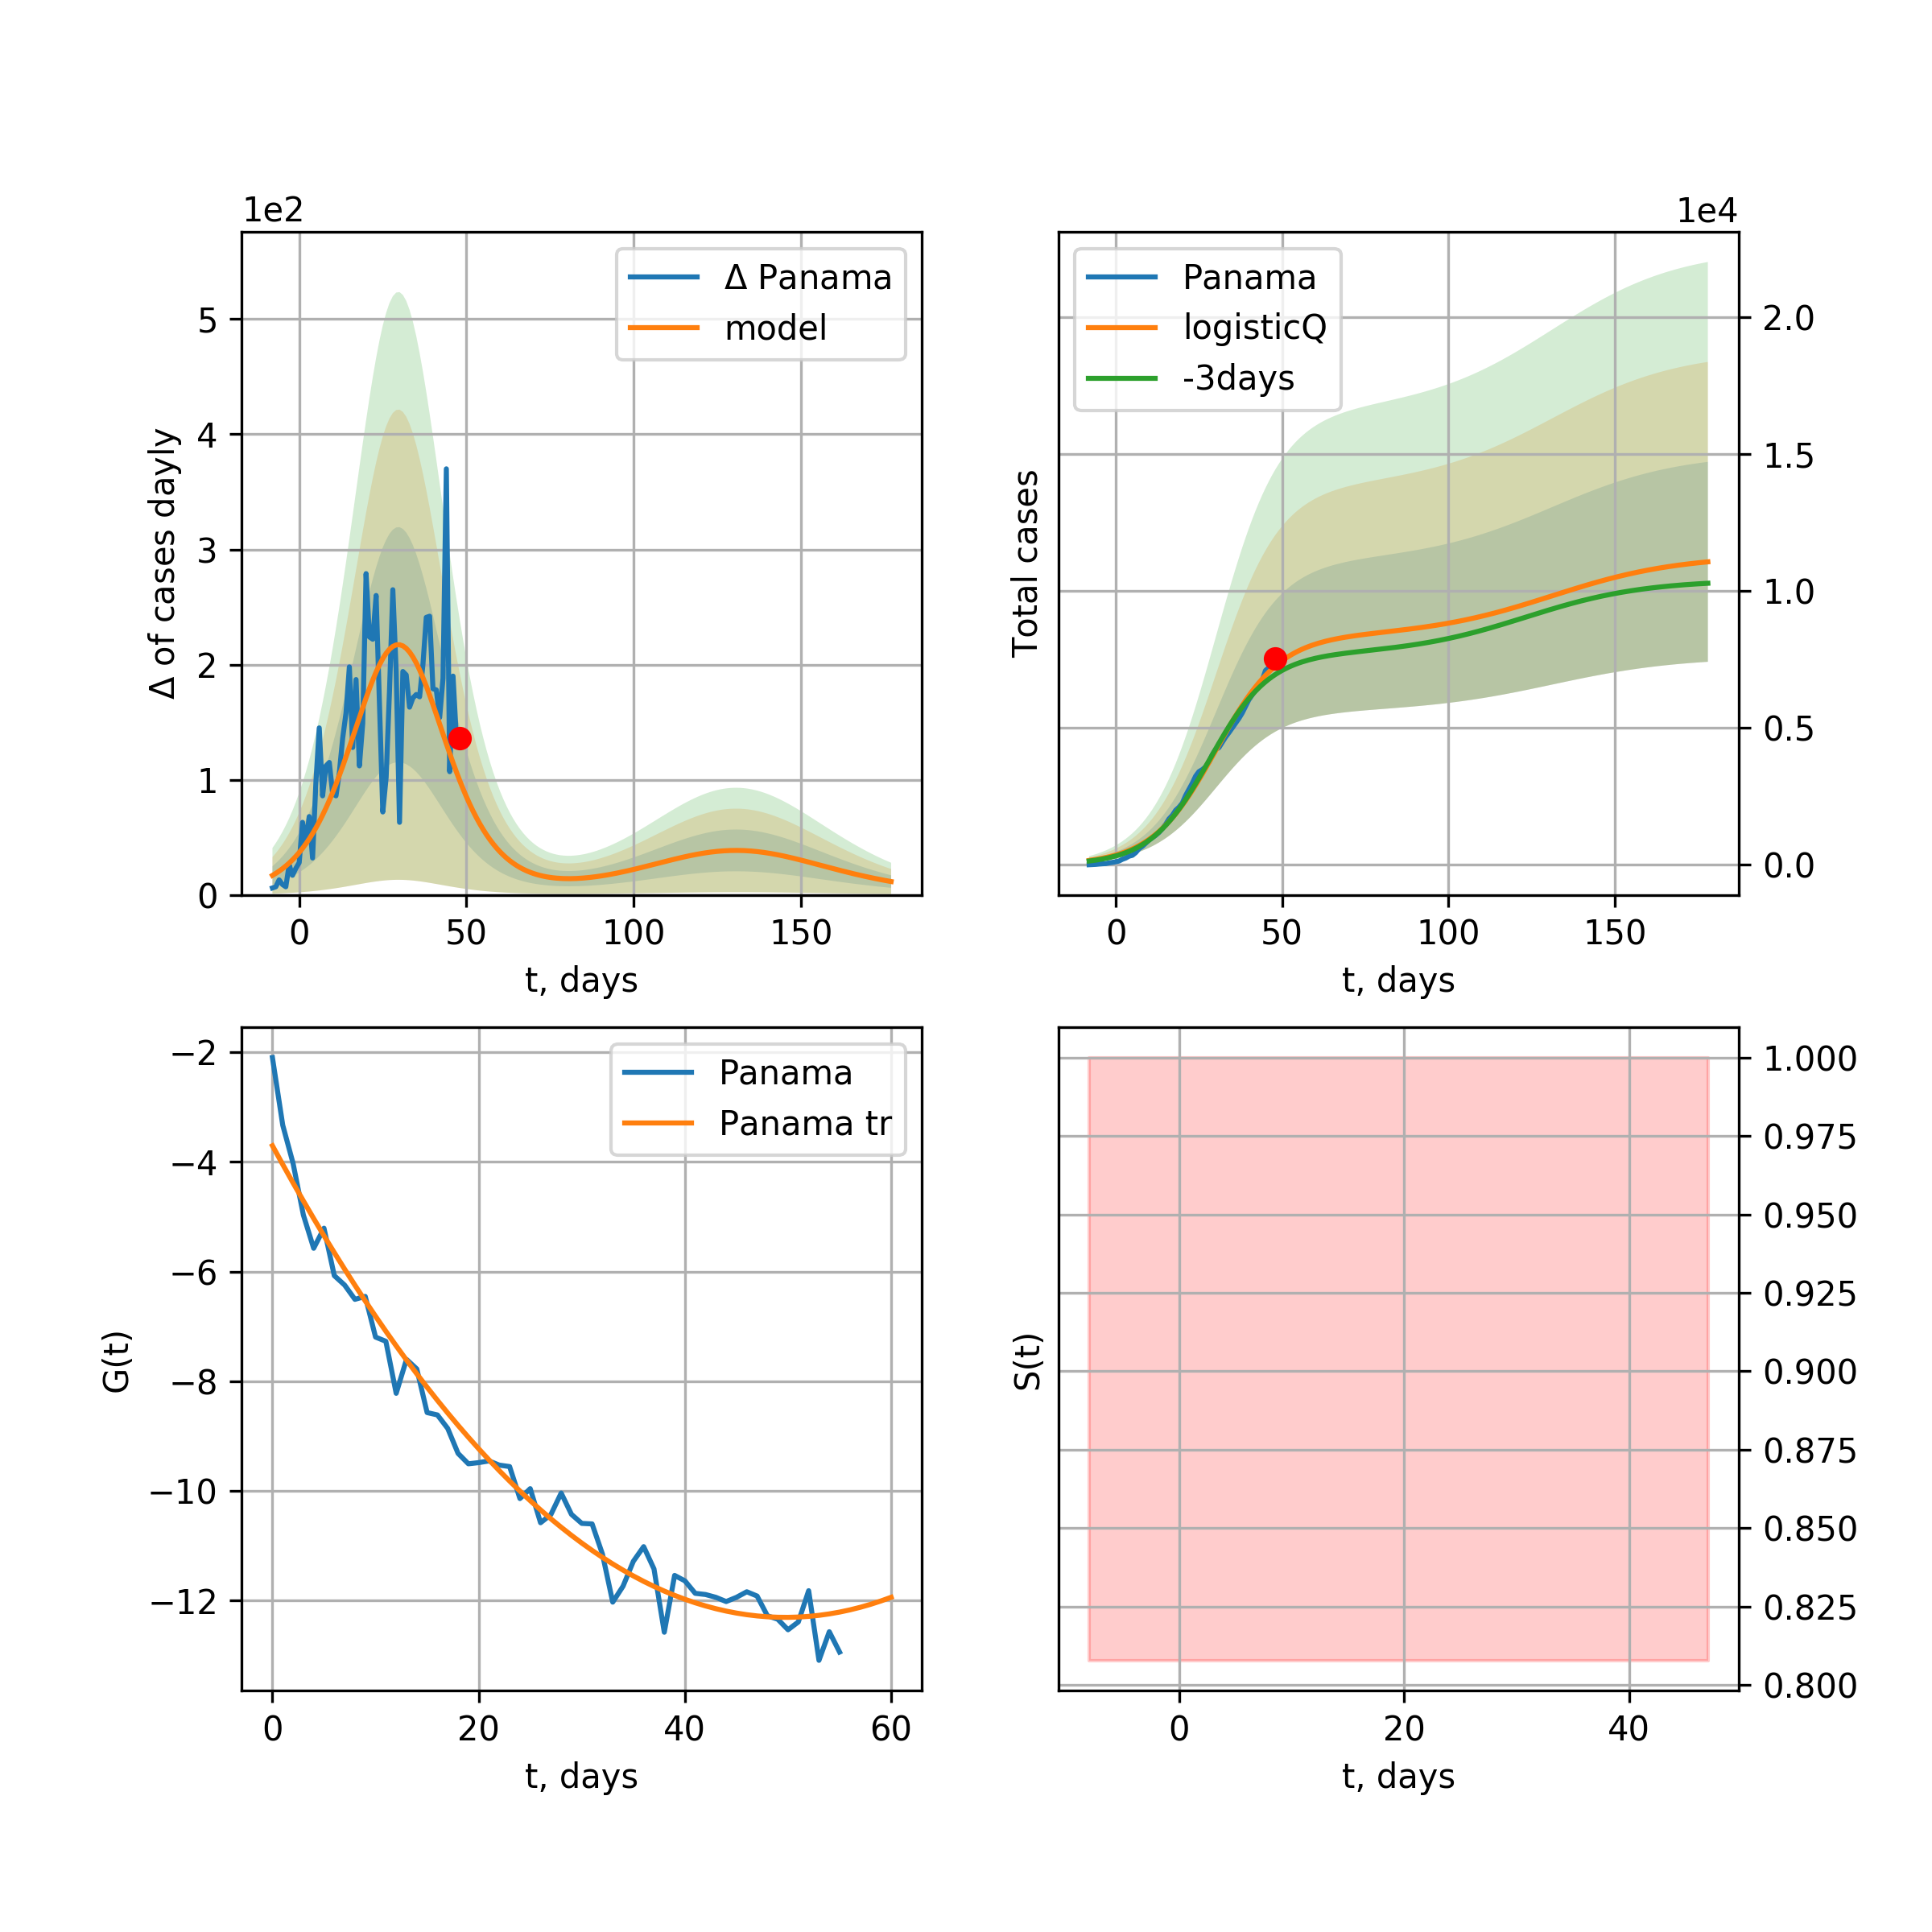 1e2
Δ of cases dayly
5
4
3
2
1
0
Δ Panama
model
0 50 100 150
t, days
1e4
Total cases
Panama
logisticQ
-3days
2.0
1.5
1.0
0.5
0.0
0 50 100 150
t, days
G(t)
−2
−4
−6
−8
−10
−12
Panama
Panama tr
0 20 40 60
t, days
S(t)
1.000
0.975
0.950
0.925
0.900
0.875
0.850
0.825
0.800
0 20 40
t, days